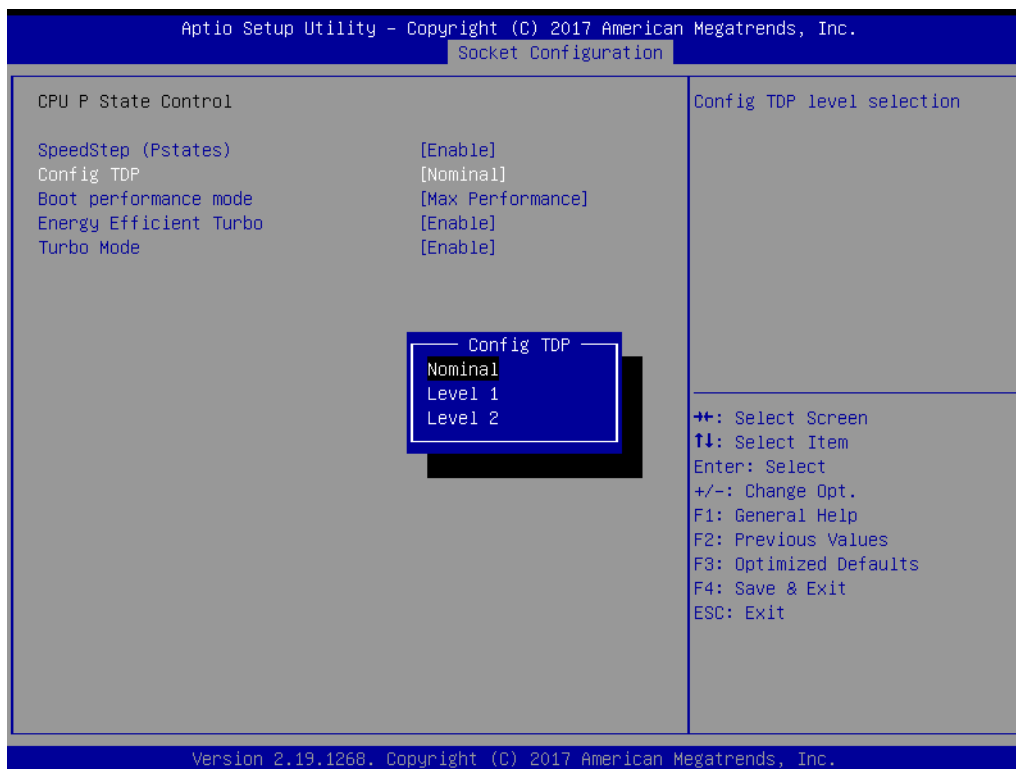 Aptio Setup Utility – Copyright (C) 2017 American Megatrends, Inc.
Socket Configuration
CPU P State Control
SpeedStep (Pstates) [Enable]
Config TDP [Nominal]
Boot performance mode [Max Performance]
Energy Efficient Turbo [Enable]
Turbo Mode [Enable]
Config TDP
Nominal
Level 1
Level 2
Config TDP level selection
→←: Select Screen
↑↓: Select Item
Enter: Select
+/-: Change Opt.
F1: General Help
F2: Previous Values
F3: Optimized Defaults
F4: Save & Exit
ESC: Exit
Version 2.19.1268. Copyright (C) 2017 American Megatrends, Inc.